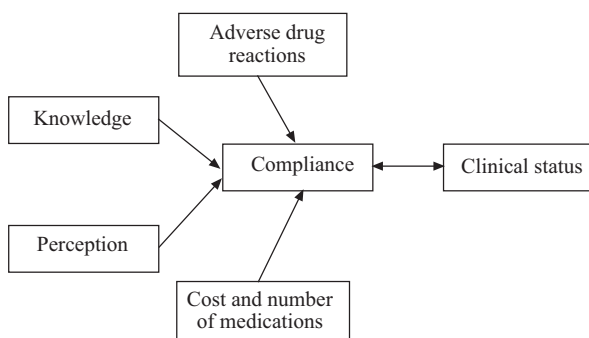 Adverse drug
reactions
Knowledge
Compliance
Clinical status
Perception
Cost and number
of medications